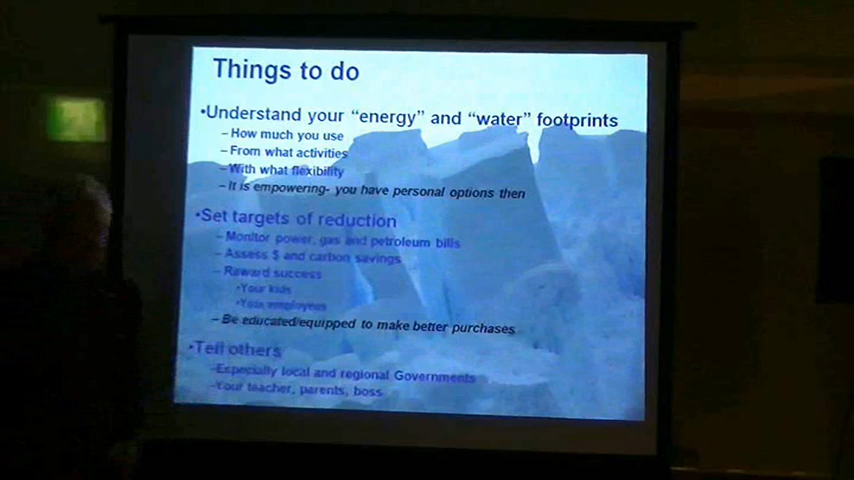 Things to do
•Understand your “energy” and “water” footprints
–How much you use
–From what activities
–With what flexibility
–It is empowering- you have personal options then
•Set targets of reduction
–Monitor power, gas and petroleum bills
–Assess $ and carbon savings
–Reward success
•Your kids
•Your employees
–Be educated/equipped to make better purchases
•Tell others
–Especially local and regional Governments
–Your teacher, parents, boss